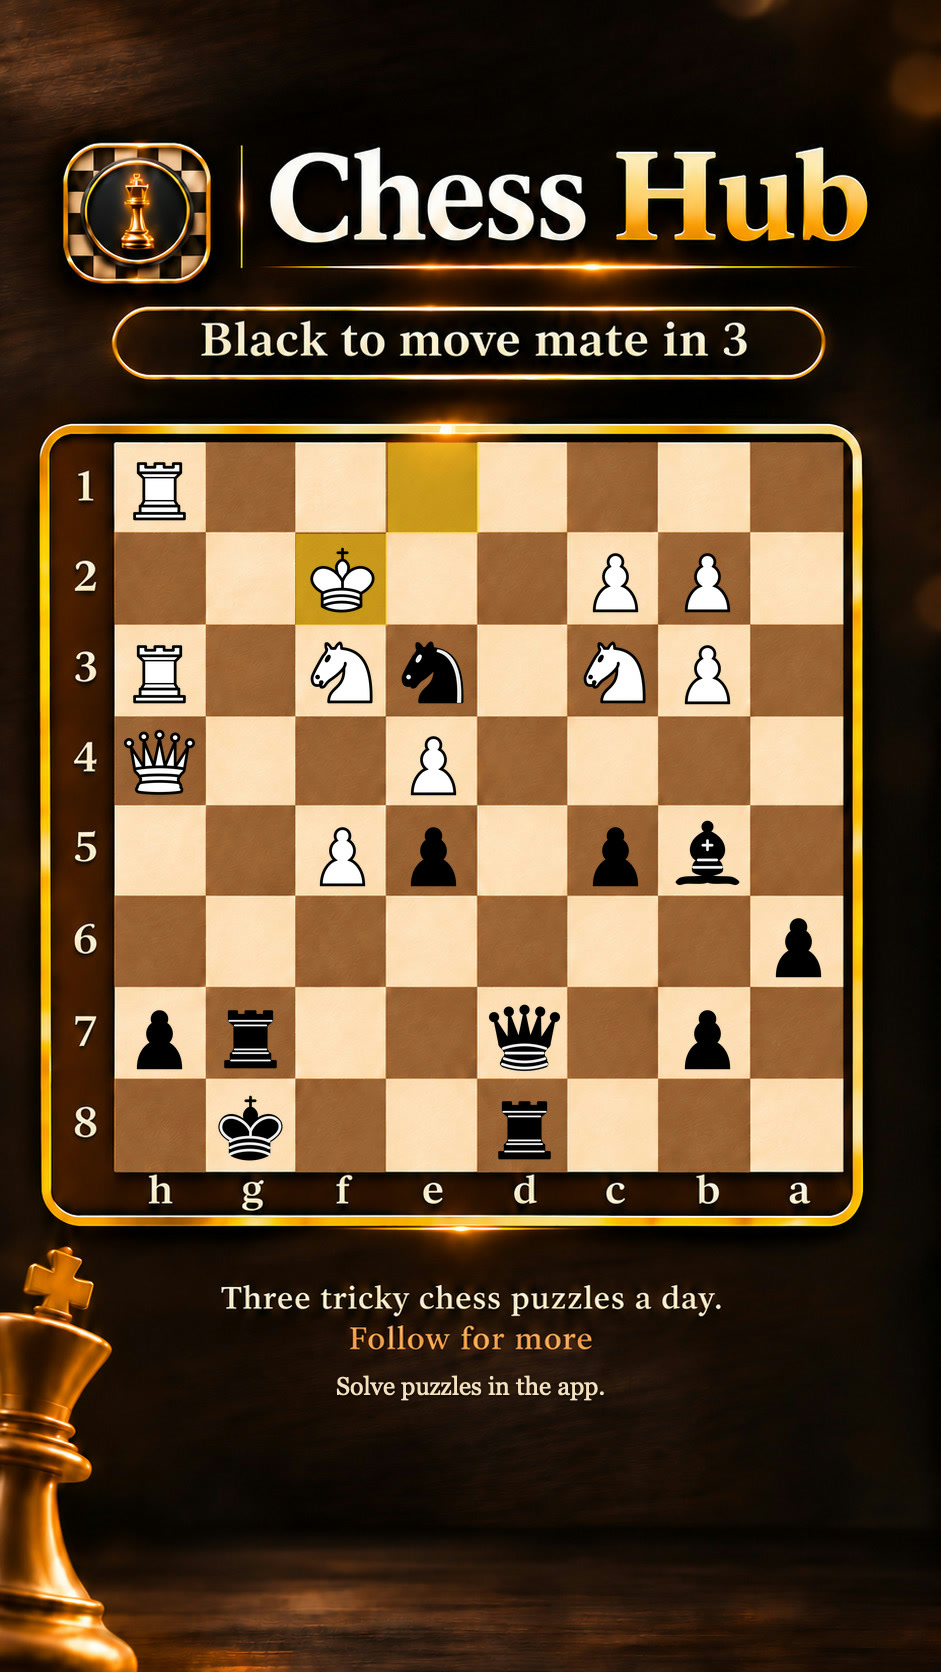 Chess Hub
Black to move mate in 3
1
2
3
4
5
6
7
8
h g f e d c b a
Three tricky chess puzzles a day.
Follow for more
Solve puzzles in the app.